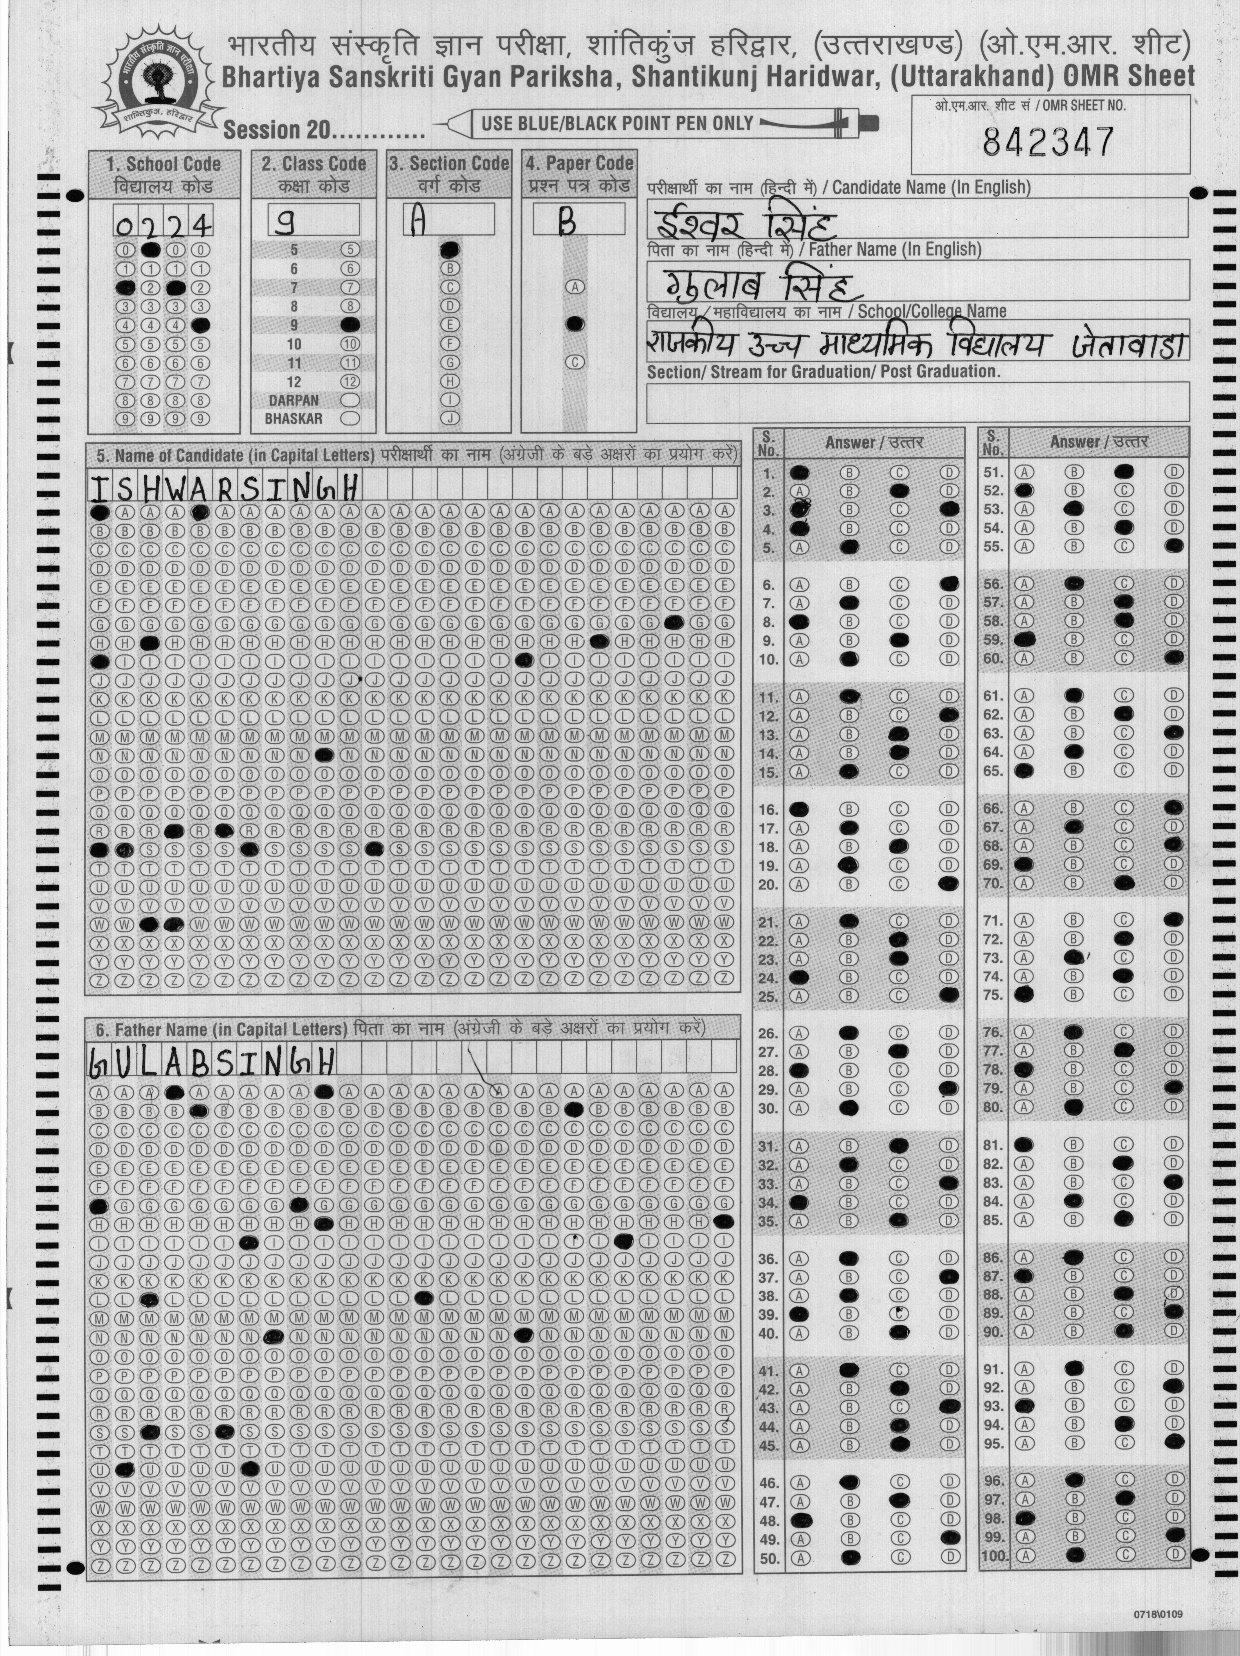 भारतीय संस्कृति ज्ञान परीक्षा, शांतिकुंज हरिद्वार, (उत्तराखण्ड) (ओ.एम.आर. शीट)
Bhartiya Sanskriti Gyan Pariksha, Shantikunj Haridwar, (Uttarakhand) OMR Sheet
Session 20............
USE BLUE/BLACK POINT PEN ONLY
ओ.एम.आर. शीट सं / OMR SHEET NO.
842347
1. School Code
विद्यालय कोड
0224
2. Class Code
कक्षा कोड
9
3. Section Code
वर्ग कोड
A
4. Paper Code
प्रश्न पत्र कोड
B
परीक्षार्थी का नाम (हिन्दी में) / Candidate Name (In English)
ईश्वर सिंह
पिता का नाम (हिन्दी में) / Father Name (In English)
गुलाब सिंह
विद्यालय / महाविद्यालय का नाम / School/College Name
राजकीय उच्च माध्यमिक विद्यालय जेतावाडा
Section/ Stream for Graduation/ Post Graduation.
5
6
7
8
9
10
11
12
DARPAN
BHASKAR
5. Name of Candidate (in Capital Letters) परीक्षार्थी का नाम (अंग्रेजी के बड़े अक्षरों का प्रयोग करें)
ISHWARSINGH
6. Father Name (in Capital Letters) पिता का नाम (अंग्रेजी के बड़े अक्षरों का प्रयोग करें)
GULABSINGH
S. No. Answer / उत्तर
S. No. Answer / उत्तर
0718\0109